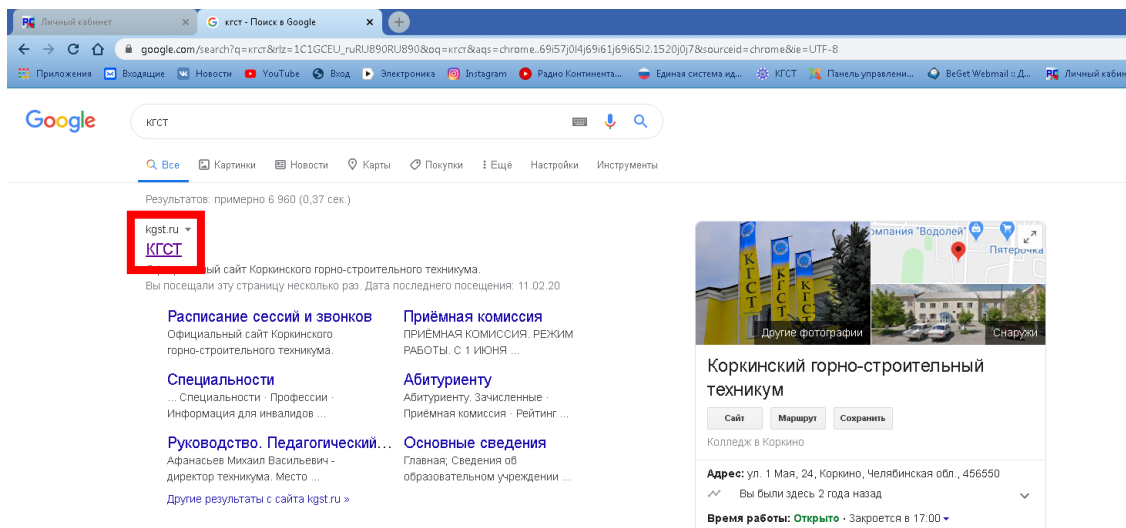 Личный кабинет
кгст - Поиск в Google
google.com/search?q=кгст&rlz=1C1GCEU_ruRU890RU890&oq=кгст&aqs=chrome..69i57j0l4j69i61j69i65l2.1520j0j7&sourceid=chrome&ie=UTF-8
Приложения Входящие Новости YouTube Вход Электроника Instagram Радио Континента... Единая система ид... КГСТ Панель управлени... BeGet Webmail :: Д... Личный кабин
Google
кгст
Все Картинки Новости Карты Покупки Ещё Настройки Инструменты
Результатов: примерно 6 960 (0,37 сек.)
kgst.ru
КГСТ
ый сайт Коркинского горно-строительного техникума.
Вы посещали эту страницу несколько раз. Дата последнего посещения: 11.02.20
Расписание сессий и звонков
Официальный сайт Коркинского
горно-строительного техникума.
Приёмная комиссия
ПРИЁМНАЯ КОМИССИЯ. РЕЖИМ
РАБОТЫ. С 1 ИЮНЯ ...
Специальности
... Специальности · Профессии ·
Информация для инвалидов ...
Абитуриенту
Абитуриенту. Зачисленные ·
Приёмная комиссия · Рейтинг ...
Руководство. Педагогический...
Афанасьев Михаил Васильевич -
директор техникума. Место ...
Основные сведения
Главная; Сведения об
образовательном учреждении ...
Другие результаты с сайта kgst.ru »
КГСТ
КГСТ
КГСТ
Другие фотографии
омпания "Водолей"
Пятерочка
Снаружи
Коркинский горно-строительный
техникум
Сайт Маршрут Сохранить
Колледж в Коркино
Адрес: ул. 1 Мая, 24, Коркино, Челябинская обл., 456550
Вы были здесь 2 года назад
Время работы: Открыто · Закроется в 17:00